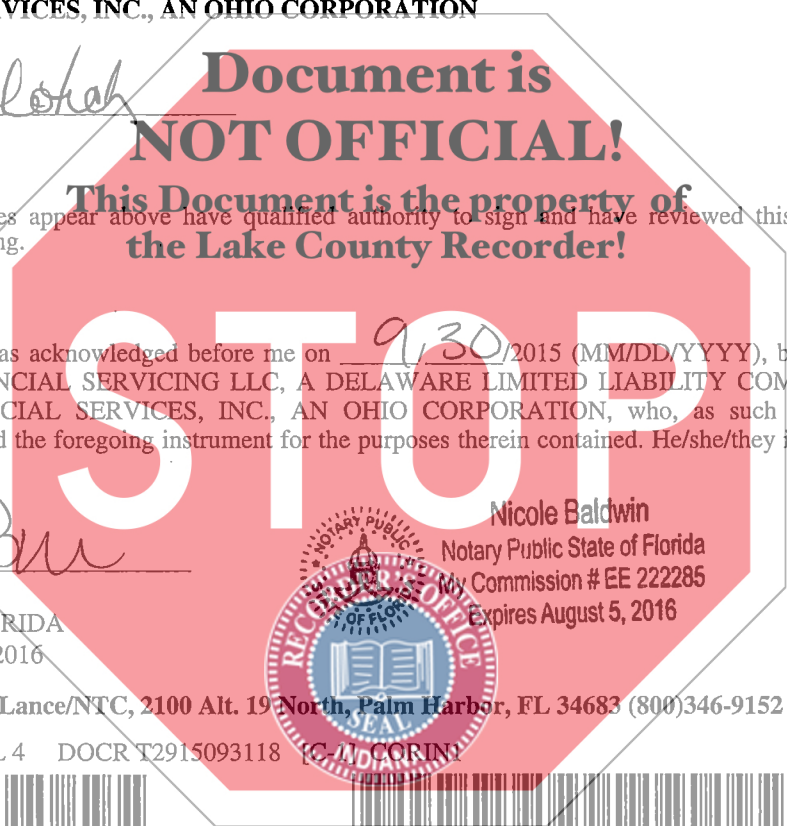 VICES, INC., AN OHIO CORPORATION
Document is
NOT OFFICIAL!
This Document is the property of
es appear above have qualified authority to sign and have reviewed this
ng.
the Lake County Recorder!
STOP
as acknowledged before me on 9/30/2015 (MM/DD/YYYY), b
NCIAL SERVICING LLC, A DELAWARE LIMITED LIABILITY COM
CIAL SERVICES, INC., AN OHIO CORPORATION, who, as such
d the foregoing instrument for the purposes therein contained. He/she/they i
Nicole Baldwin
Notary Public State of Florida
My Commission # EE 222285
Expires August 5, 2016
NOTARY PUBLIC
OF FLORIDA
RECORDER'S OFFICE
SEAL
INDIANA
RIDA
2016
Lance/NTC, 2100 Alt. 19 North, Palm Harbor, FL 34683 (800)346-9152
L 4 DOCR T2915093118 [C-1] CORIN1